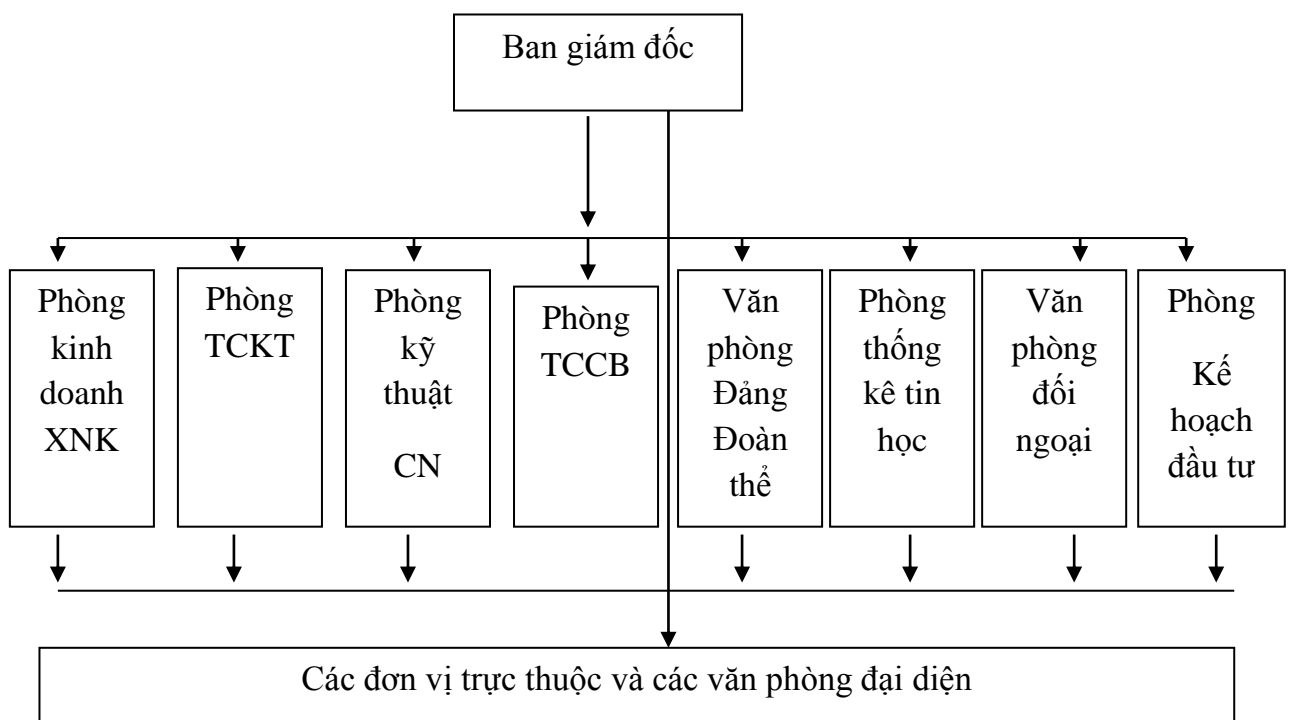 Ban giám đốc
Phòng
kinh
doanh
XNK
Phòng
TCKT
Phòng
kỹ
thuật
CN
Phòng
TCCB
Văn
phòng
Đảng
Đoàn
thể
Phòng
thống
kê tin
học
Văn
phòng
đối
ngoại
Phòng
Kế
hoạch
đầu tư
Các đơn vị trực thuộc và các văn phòng đại diện